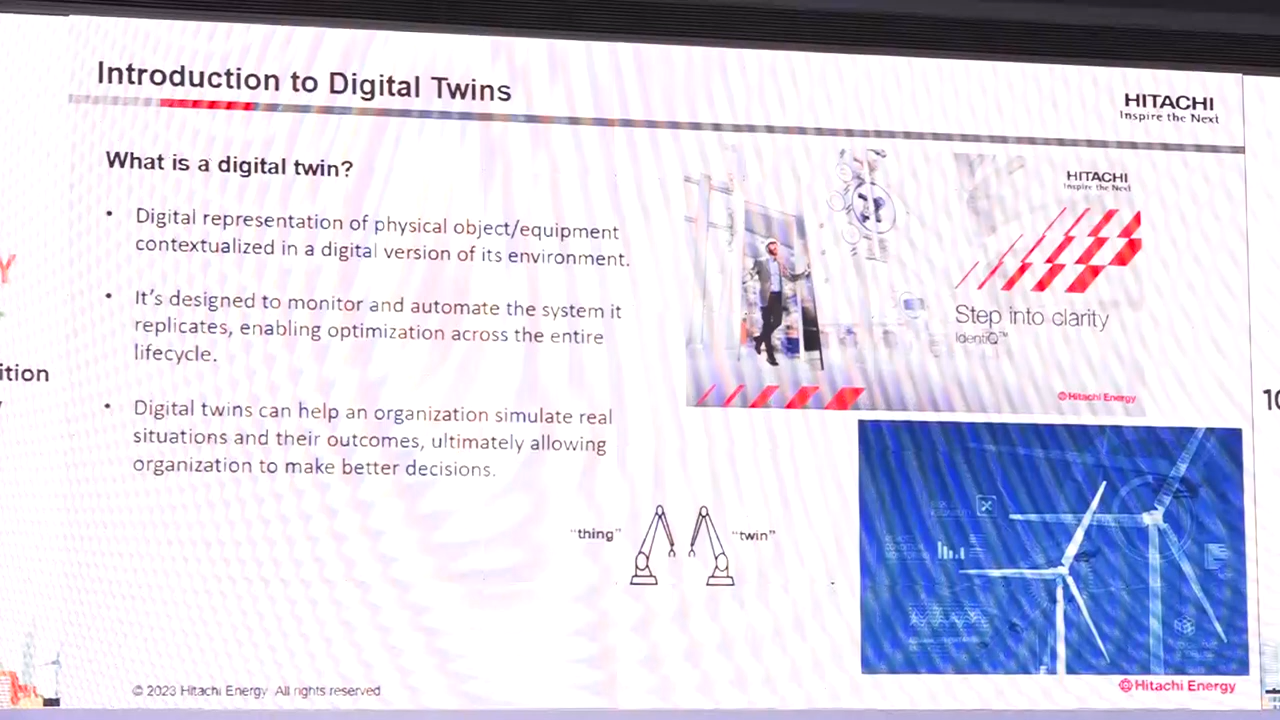 Introduction to Digital Twins
HITACHI
Inspire the Next
What is a digital twin?
• Digital representation of physical object/equipment
contextualized in a digital version of its environment.
• It's designed to monitor and automate the system it
replicates, enabling optimization across the entire
lifecycle.
• Digital twins can help an organization simulate real
situations and their outcomes, ultimately allowing
organization to make better decisions.
HITACHI
Inspire the Next
Step into clarity
IdentiQ™
Hitachi Energy
"thing"
"twin"
Y
ition
10
© 2023 Hitachi Energy All rights reserved
Hitachi Energy